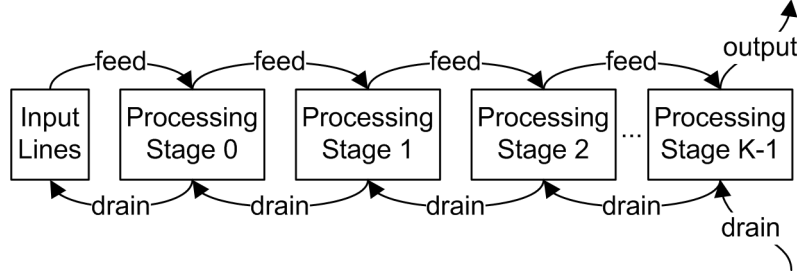 output
feed
feed
feed
feed
Input
Lines
Processing
Stage 0
Processing
Stage 1
Processing
Stage 2
...
Processing
Stage K-1
drain
drain
drain
drain
drain